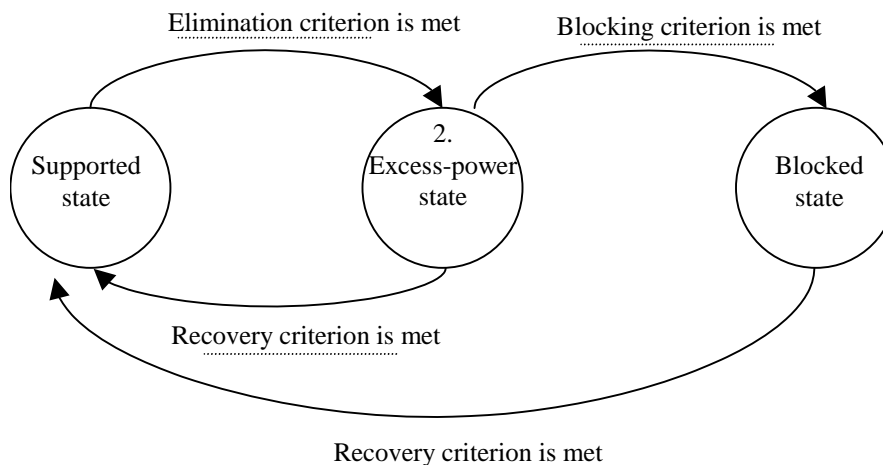 Elimination criterion is met
Blocking criterion is met
Supported
state
2.
Excess-power
state
Blocked
state
Recovery criterion is met
Recovery criterion is met